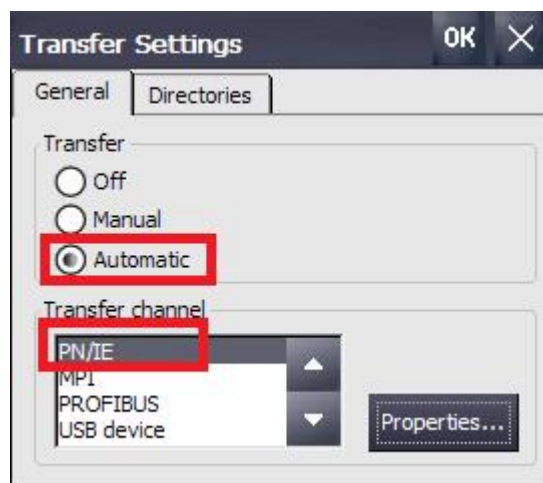 Transfer Settings OK
General Directories
Transfer
Off
Manual
Automatic
Transfer channel
PN/IE
MPI
PROFIBUS
USB device
Properties...